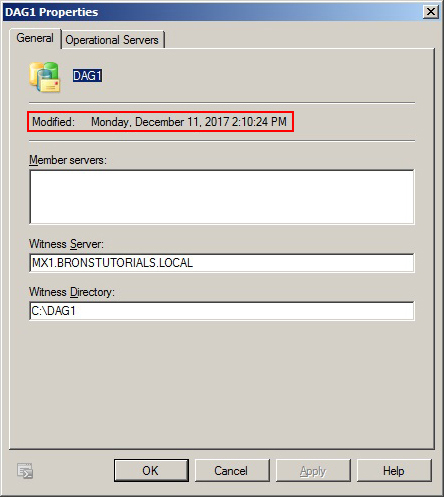 DAG1 Properties
General
Operational Servers
DAG1
Modified: Monday, December 11, 2017 2:10:24 PM
Member servers:
Witness Server:
MX1.BRONSTUTORIALS.LOCAL
Witness Directory:
C:\DAG1
OK
Cancel
Apply
Help